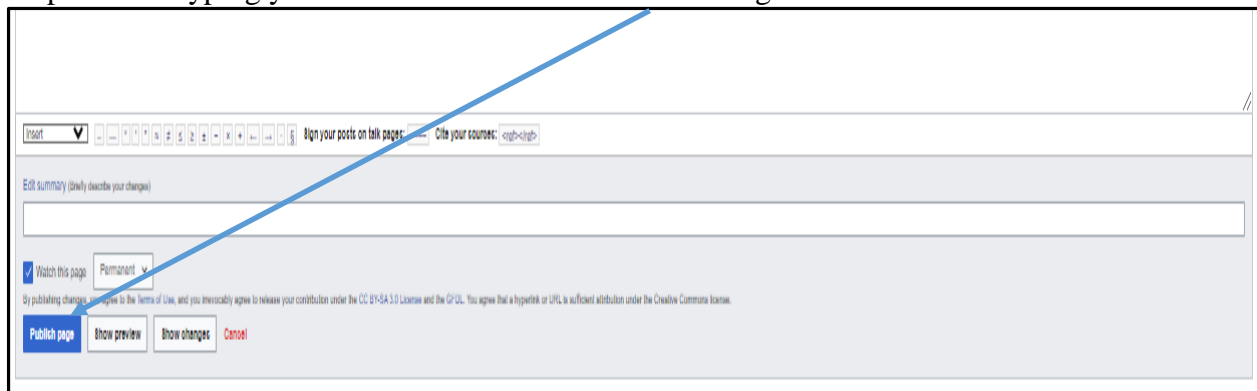 Insert Sign your posts on talk pages: ~~~~ Cite your sources: <ref></ref>
Edit summary (Briefly describe your changes)
Watch this page Permanent
By publishing changes, you agree to the Terms of Use, and you irrevocably agree to release your contribution under the CC BY-SA 3.0 License and the GFDL. You agree that a hyperlink or URL is sufficient attribution under the Creative Commons license.
Publish page Show preview Show changes Cancel